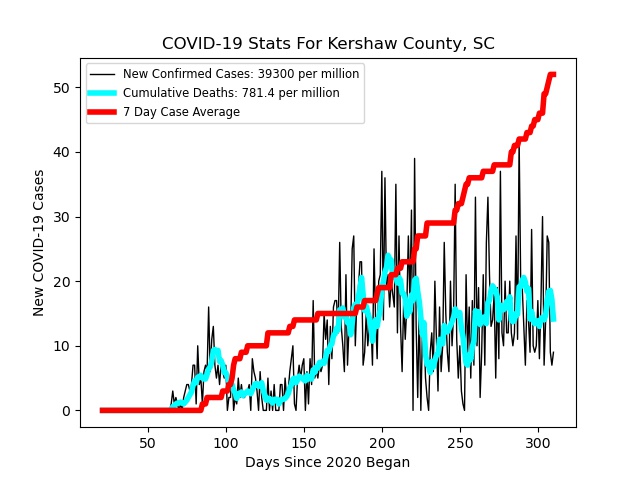 COVID-19 Stats For Kershaw County, SC
New Confirmed Cases: 39300 per million
Cumulative Deaths: 781.4 per million
7 Day Case Average
New COVID-19 Cases
50
40
30
20
10
0
50 100 150 200 250 300
Days Since 2020 Began